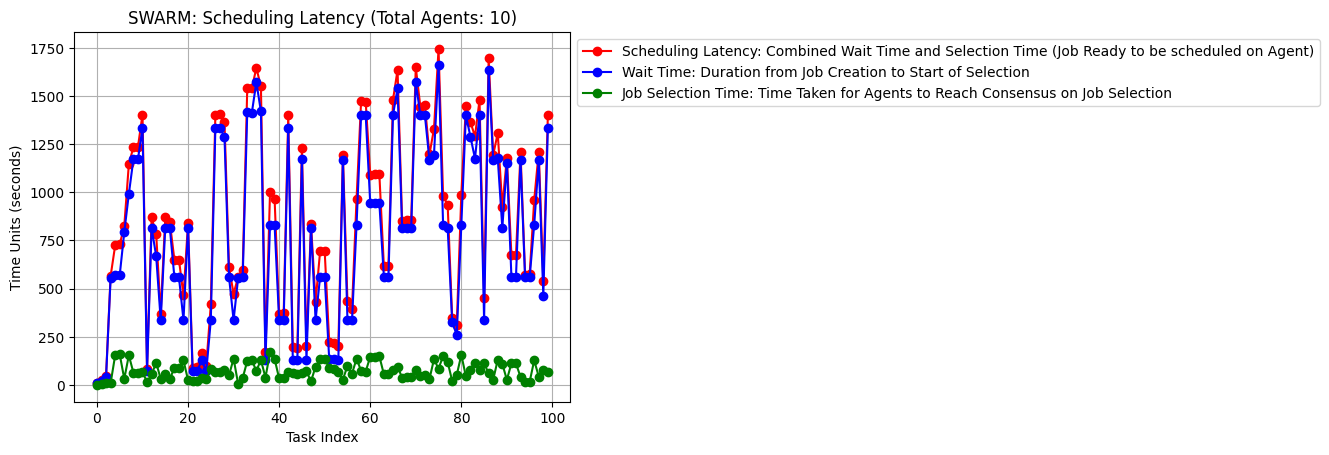 SWARM: Scheduling Latency (Total Agents: 10)
Scheduling Latency: Combined Wait Time and Selection Time (Job Ready to be scheduled on Agent)
Wait Time: Duration from Job Creation to Start of Selection
Job Selection Time: Time Taken for Agents to Reach Consensus on Job Selection
Time Units (seconds)
1750
1500
1250
1000
750
500
250
0
0
20
40
60
80
100
Task Index